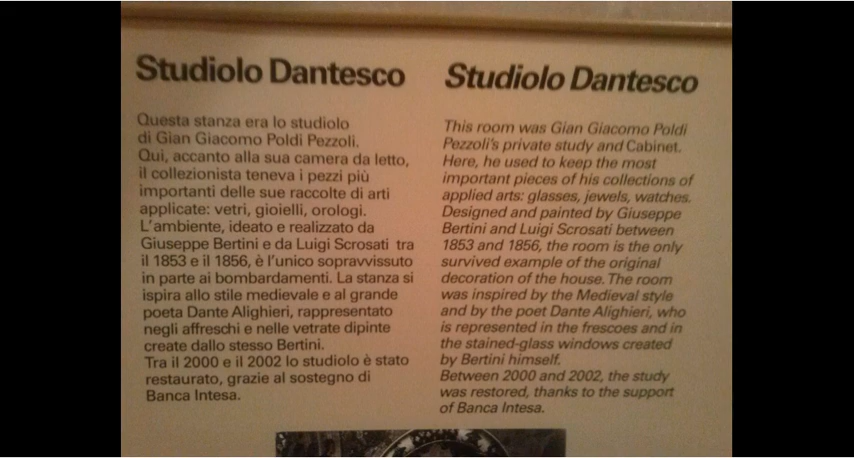 Studiolo Dantesco
Questa stanza era lo studiolo
di Gian Giacomo Poldi Pezzoli.
Qui, accanto alla sua camera da letto,
il collezionista teneva i pezzi più
importanti delle sue raccolte di arti
applicate: vetri, gioielli, orologi.
L'ambiente, ideato e realizzato da
Giuseppe Bertini e da Luigi Scrosati tra
il 1853 e il 1856, è l'unico sopravvissuto
in parte ai bombardamenti. La stanza si
ispira allo stile medievale e al grande
poeta Dante Alighieri, rappresentato
negli affreschi e nelle vetrate dipinte
create dallo stesso Bertini.
Tra il 2000 e il 2002 lo studiolo è stato
restaurato, grazie al sostegno di
Banca Intesa.
Studiolo Dantesco
This room was Gian Giacomo Poldi
Pezzoli's private study and Cabinet.
Here, he used to keep the most
important pieces of his collections of
applied arts: glasses, jewels, watches.
Designed and painted by Giuseppe
Bertini and Luigi Scrosati between
1853 and 1856, the room is the only
survived example of the original
decoration of the house. The room
was inspired by the Medieval style
and by the poet Dante Alighieri, who
is represented in the frescoes and in
the stained-glass windows created
by Bertini himself.
Between 2000 and 2002, the study
was restored, thanks to the support
of Banca Intesa.